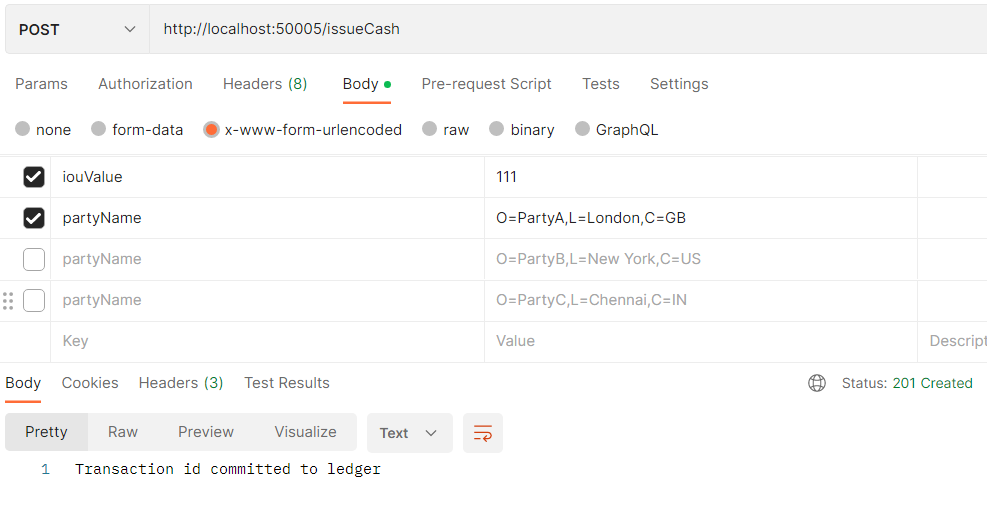 POST http://localhost:50005/issueCash
Params Authorization Headers (8) Body Pre-request Script Tests Settings
none form-data x-www-form-urlencoded raw binary GraphQL
iouValue 111
partyName O=PartyA,L=London,C=GB
partyName O=PartyB,L=New York,C=US
partyName O=PartyC,L=Chennai,C=IN
Key Value Descript
Body Cookies Headers (3) Test Results Status: 201 Created
Pretty Raw Preview Visualize Text
1 Transaction id committed to ledger